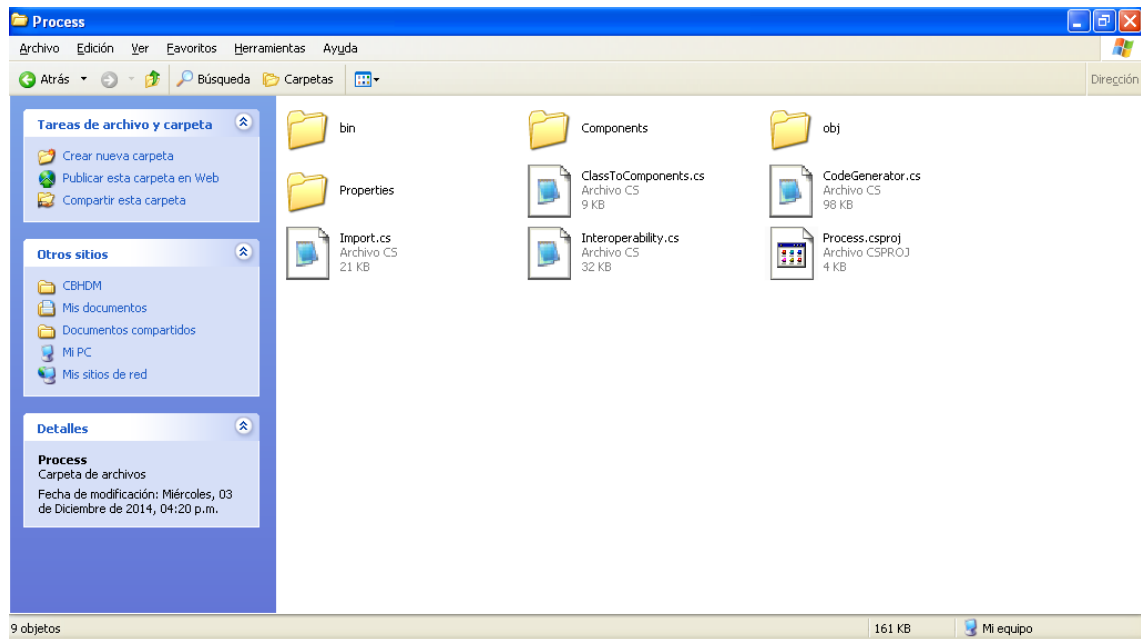 Process
Archivo Edición Ver Favoritos Herramientas Ayuda
Atrás Búsqueda Carpetas Dirección
Tareas de archivo y carpeta
Crear nueva carpeta
Publicar esta carpeta en Web
Compartir esta carpeta
Otros sitios
CBHDM
Mis documentos
Documentos compartidos
Mi PC
Mis sitios de red
Detalles
Process
Carpeta de archivos
Fecha de modificación: Miércoles, 03
de Diciembre de 2014, 04:20 p.m.
bin
Components
obj
Properties
ClassToComponents.cs
Archivo CS
9 KB
CodeGenerator.cs
Archivo CS
98 KB
Import.cs
Archivo CS
21 KB
Interoperability.cs
Archivo CS
32 KB
Process.csproj
Archivo CSPROJ
4 KB
9 objetos 161 KB Mi equipo